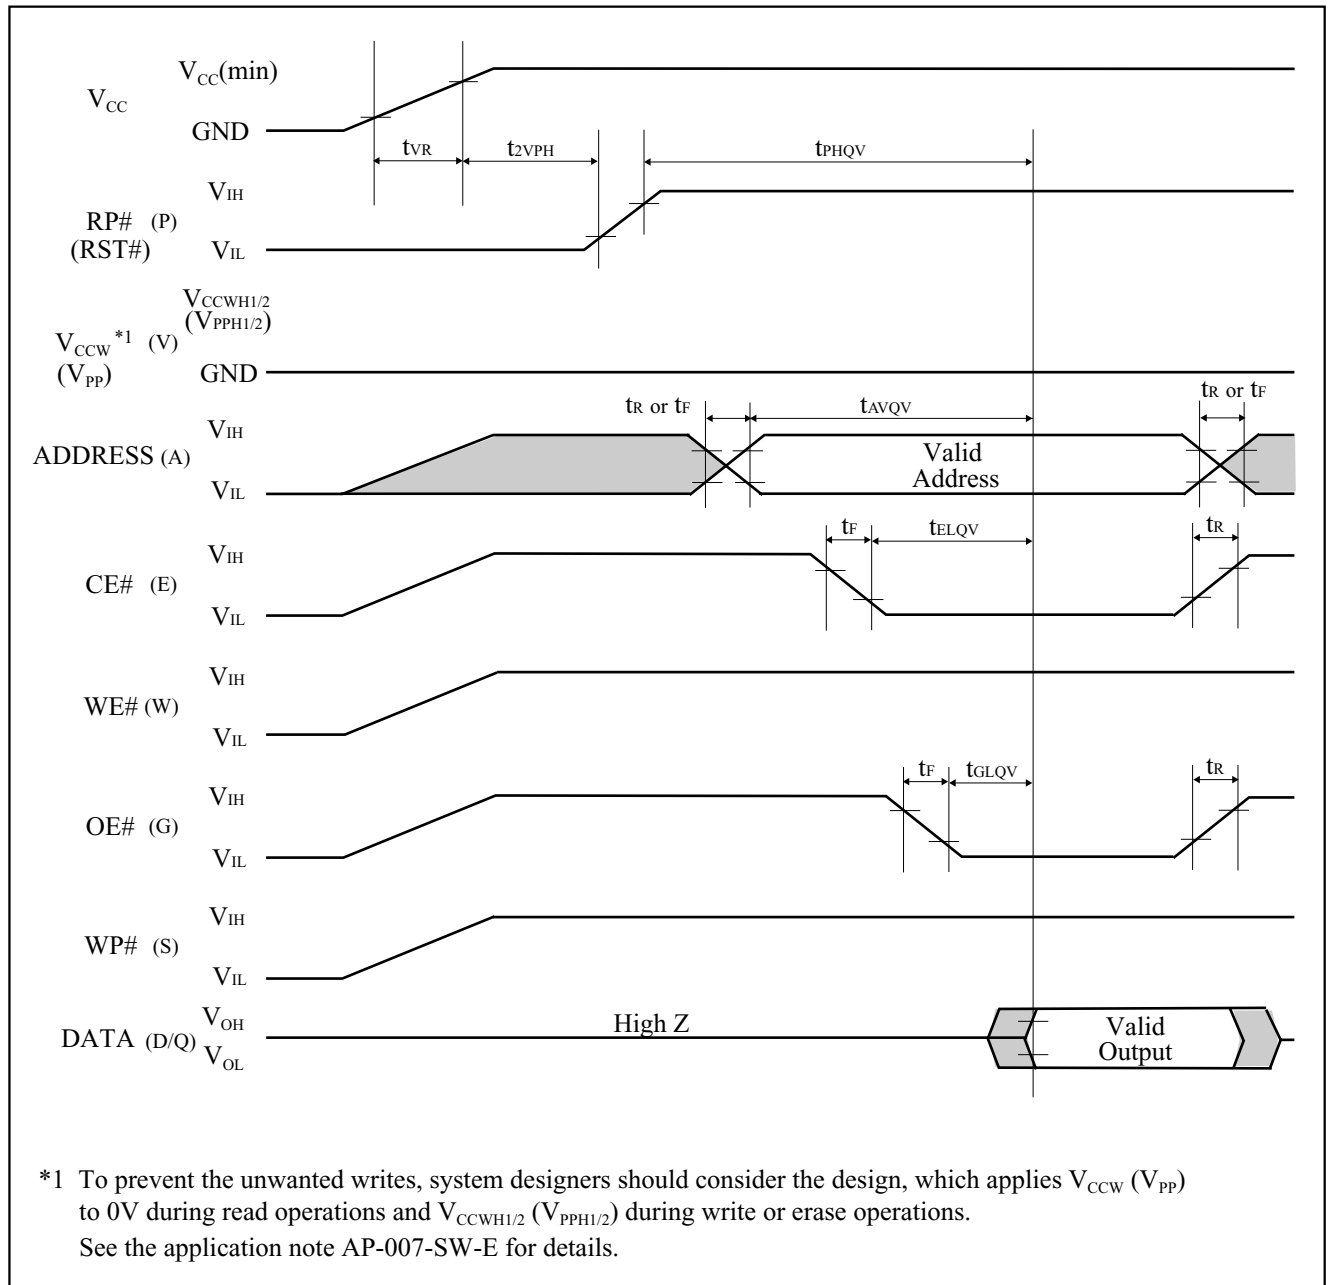 VCC(min)
VCC
GND
tVR
t2VPH
tPHQV
VIH
RP# (P)
(RST#)
VIL
VCCWH1/2
(VPPH1/2)
VCCW *1 (V)
(VPP)
GND
tR or tF
tAVQV
tR or tF
VIH
ADDRESS (A)
Valid
Address
VIL
tF
tELQV
tR
VIH
CE# (E)
VIL
VIH
WE# (W)
VIL
tF
tGLQV
tR
VIH
OE# (G)
VIL
VIH
WP# (S)
VIL
VOH
High Z
DATA (D/Q)
Valid
Output
VOL
*1 To prevent the unwanted writes, system designers should consider the design, which applies VCCW (VPP)
to 0V during read operations and VCCWH1/2 (VPPH1/2) during write or erase operations.
See the application note AP-007-SW-E for details.